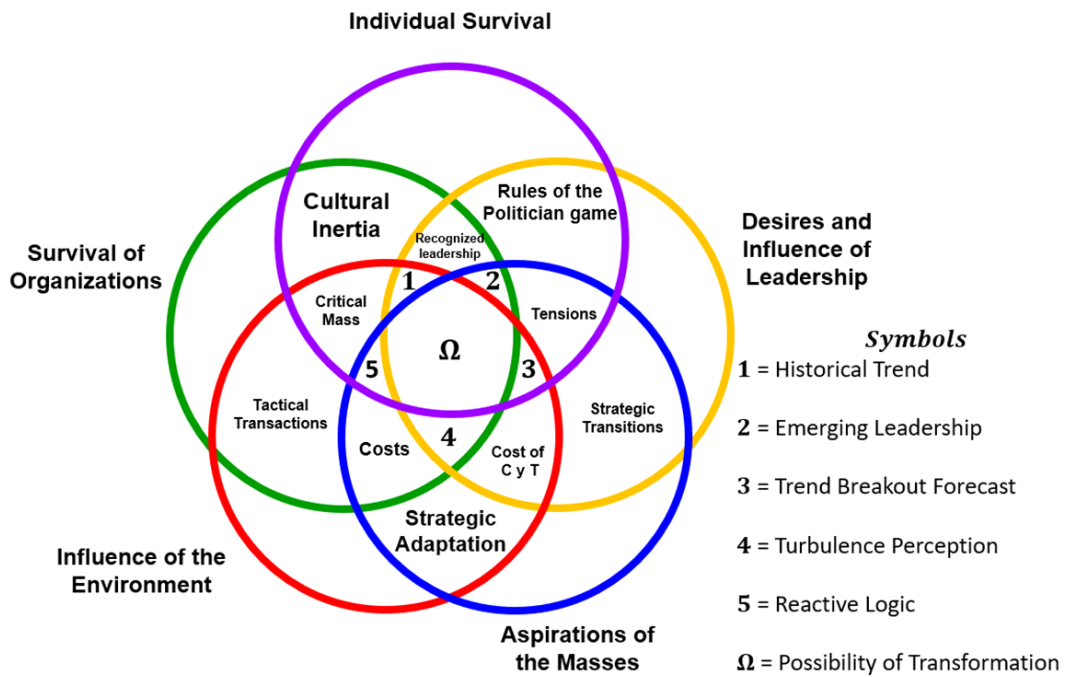 Individual Survival
Cultural
Inertia
Rules of the
Politician game
Recognized
leadership
Survival of
Organizations
Desires and
Influence of
Leadership
1
2
Critical
Mass
Tensions
Ω
5
3
Tactical
Transactions
Strategic
Transitions
Costs
4
Cost of
C y T
Strategic
Adaptation
Influence of the
Environment
Aspirations of
the Masses
Symbols
1 = Historical Trend
2 = Emerging Leadership
3 = Trend Breakout Forecast
4 = Turbulence Perception
5 = Reactive Logic
Ω = Possibility of Transformation